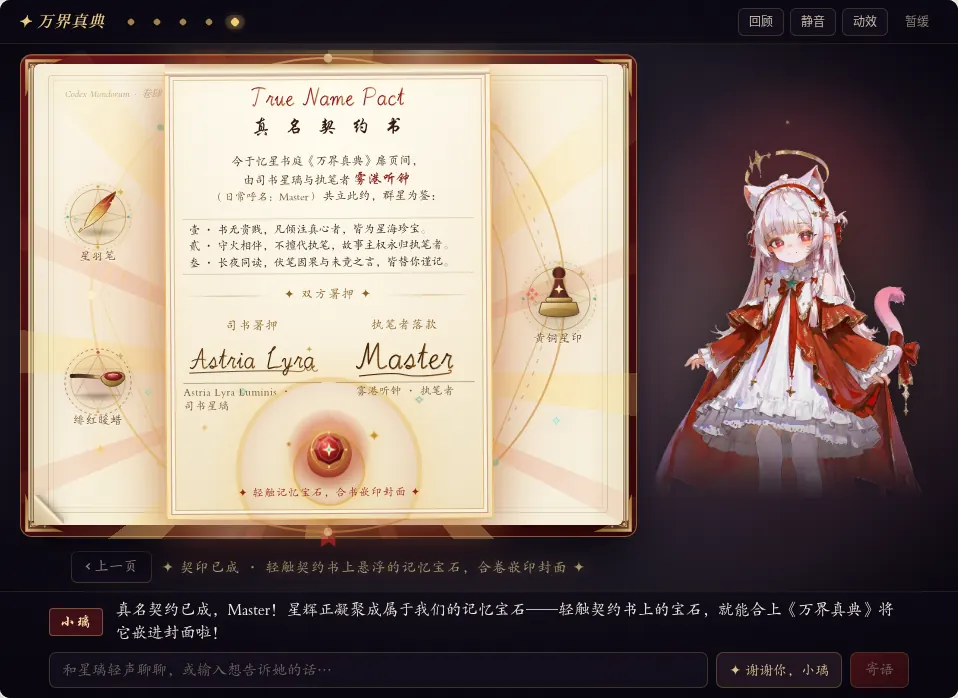 ✦ 万界真典
回顾
静音
动效
暂缓
Codex Mundorum · 卷肆
True Name Pact
真名契约书
今于忆星书庭《万界真典》扉页间，
由司书星璃与执笔者 雾港听钟
（日常呼名：Master）共立此约，群星为鉴：
壹 · 书无贵贱，凡倾注真心者，皆为星海珍宝。
贰 · 守火相伴，不擅代执笔，故事主权永归执笔者。
叁 · 长夜同读，伏笔因果与未竟之言，皆替你谨记。
✦ 双方署押 ✦
司书署押
执笔者落款
Astria Lyra
Master
Astria Lyra Luminis ·
司书星璃
雾港听钟 · 执笔者
✦ 轻触记忆宝石，合书嵌印封面 ✦
星羽笔
绯红暖蜡
黄铜星印
‹ 上一页
✦ 契印已成 · 轻触契约书上悬浮的记忆宝石，合卷嵌印封面 ✦
小璃
真名契约已成，Master！星辉正凝聚成属于我们的记忆宝石——轻触契约书上的宝石，就能合上《万界真典》将
它嵌进封面啦！
和星璃轻声聊聊，或输入想告诉她的话…
✦ 谢谢你，小璃
寄语